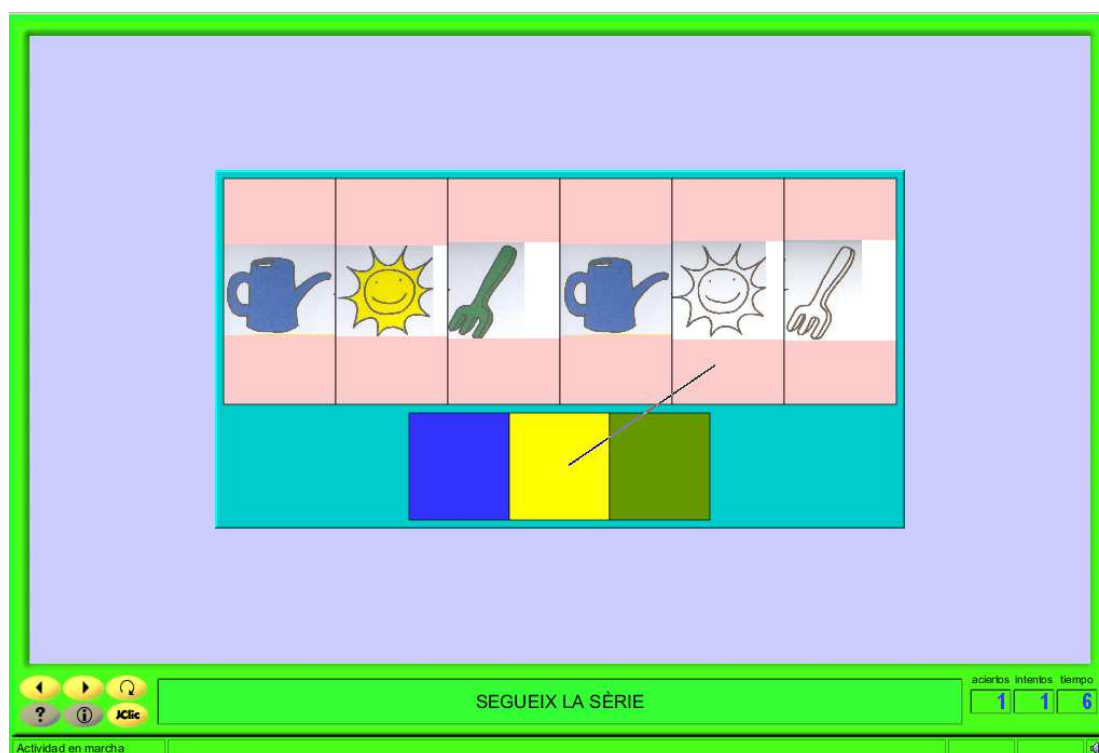 SEGUEIX LA SÈRIE
aciertos intentos tiempo
1 1 6
? i JClic
Actividad en marcha